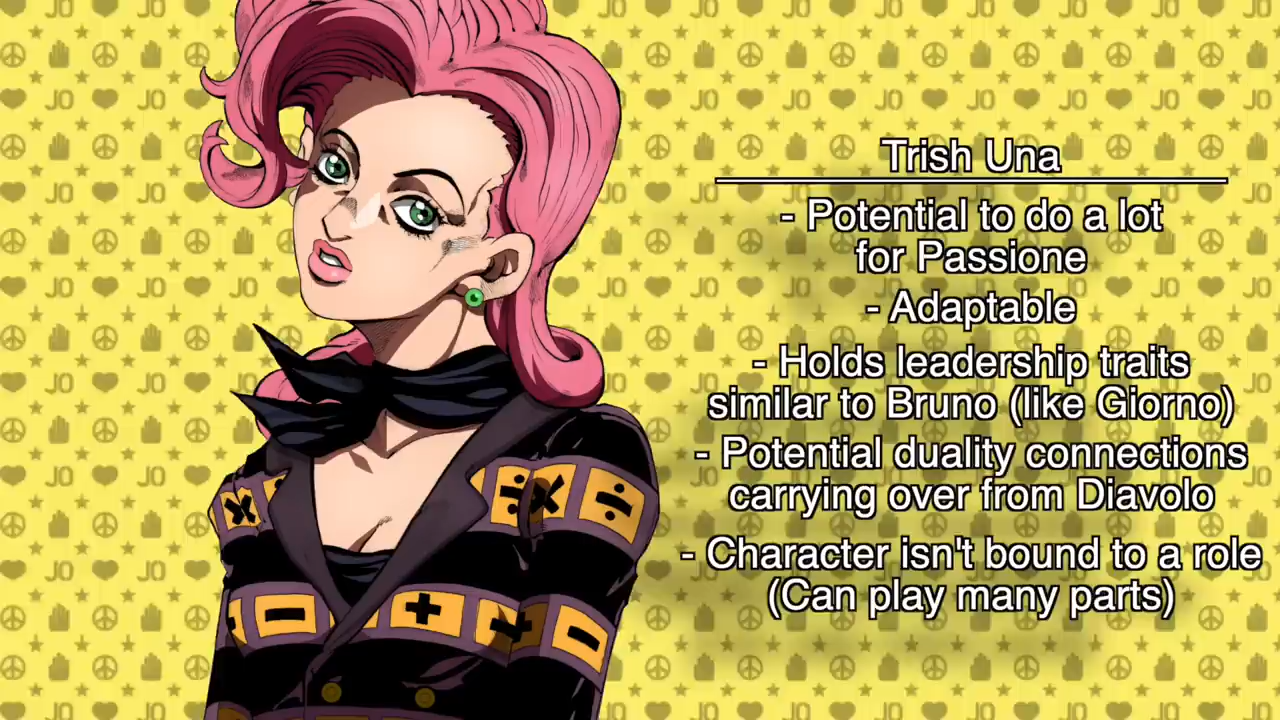 Trish Una
- Potential to do a lot
for Passione
- Adaptable
- Holds leadership traits
similar to Bruno (like Giorno)
- Potential duality connections
carrying over from Diavolo
- Character isn't bound to a role
(Can play many parts)